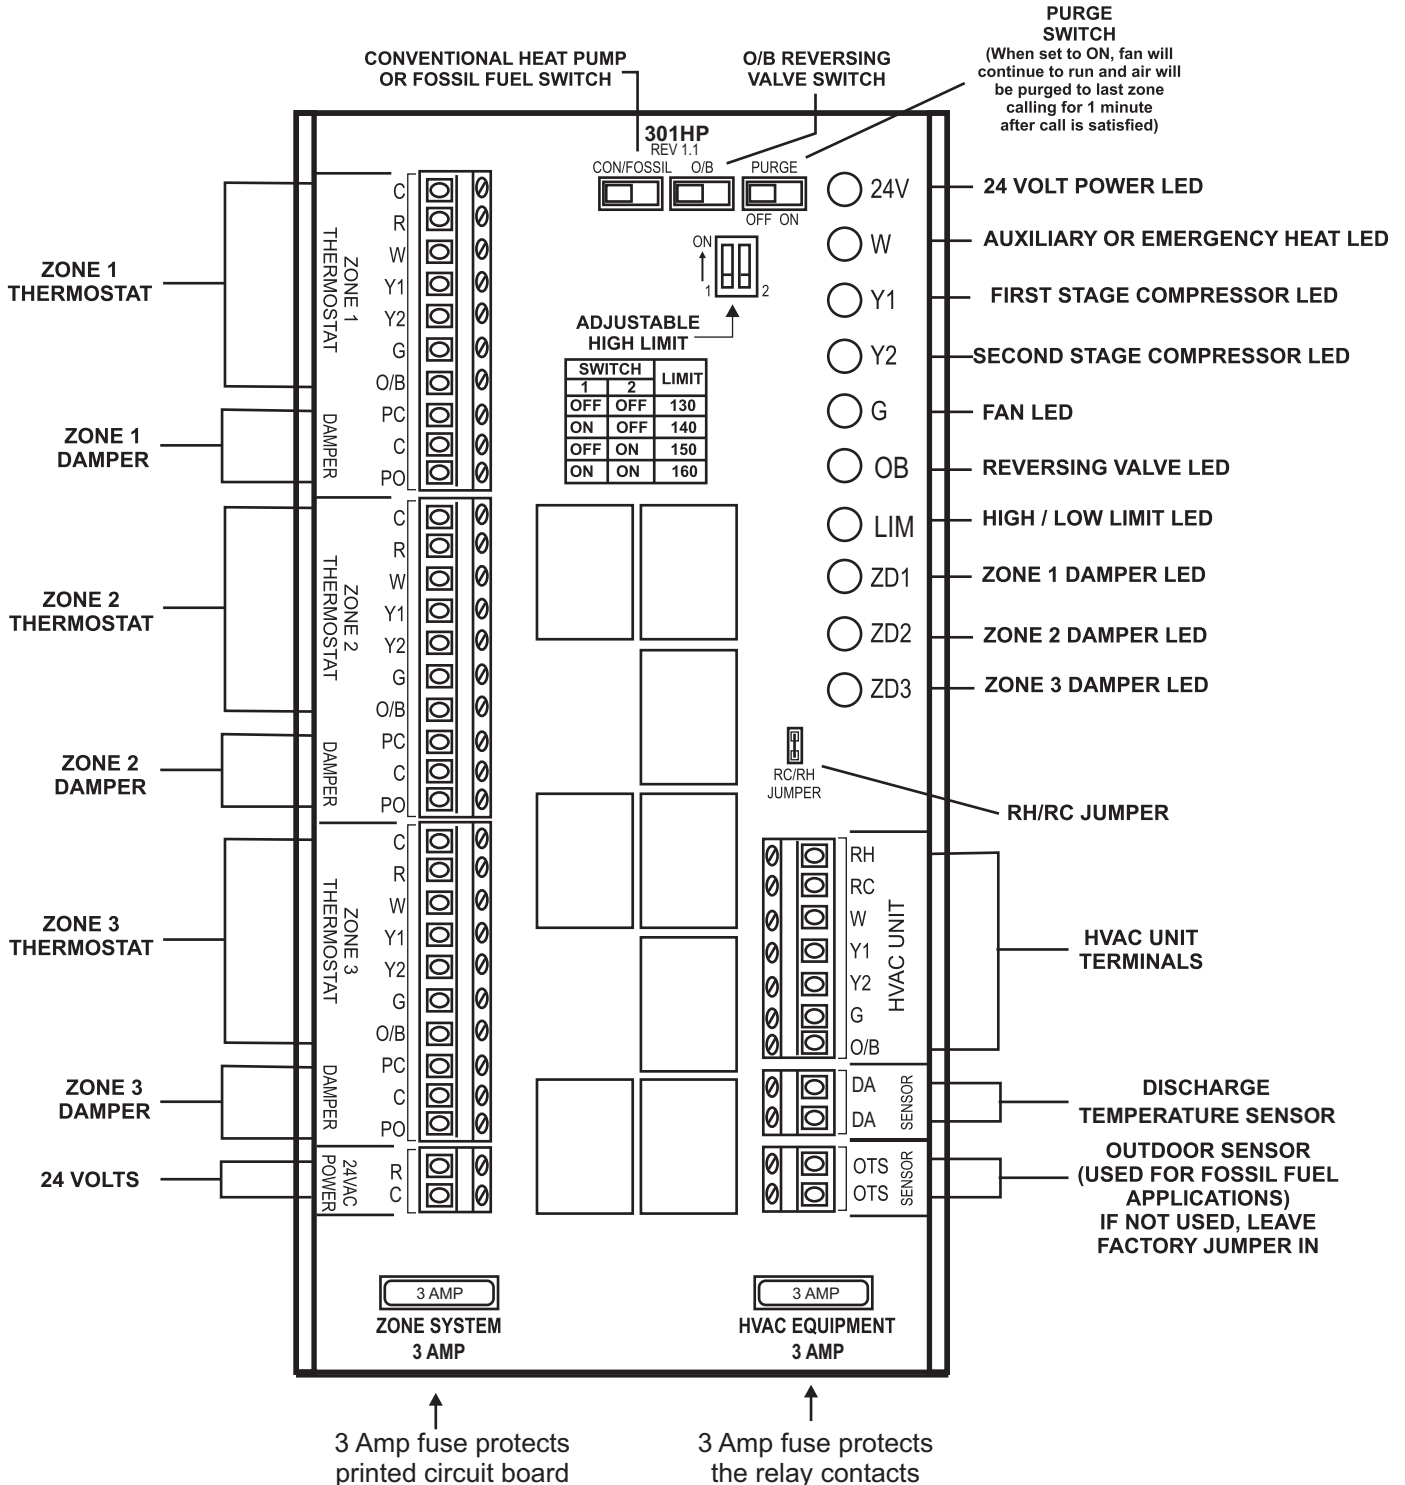 PURGE
SWITCH
(When set to ON, fan will
continue to run and air will
be purged to last zone
calling for 1 minute
after call is satisfied)
CONVENTIONAL HEAT PUMP
OR FOSSIL FUEL SWITCH
O/B REVERSING
VALVE SWITCH
301HP
REV 1.1
CON/FOSSIL
O/B
PURGE
OFF ON
ON
1
2
ADJUSTABLE
HIGH LIMIT
SWITCH LIMIT
1 2
OFF OFF 130
ON OFF 140
OFF ON 150
ON ON 160
ZONE 1
THERMOSTAT
ZONE 1
THERMOSTAT
C
R
W
Y1
Y2
G
O/B
ZONE 1
DAMPER
DAMPER
PC
C
PO
ZONE 2
THERMOSTAT
ZONE 2
THERMOSTAT
C
R
W
Y1
Y2
G
O/B
ZONE 2
DAMPER
DAMPER
PC
C
PO
ZONE 3
THERMOSTAT
ZONE 3
THERMOSTAT
C
R
W
Y1
Y2
G
O/B
ZONE 3
DAMPER
DAMPER
PC
C
PO
24 VOLTS
24VAC
POWER
R
C
24V
24 VOLT POWER LED
W
AUXILIARY OR EMERGENCY HEAT LED
Y1
FIRST STAGE COMPRESSOR LED
Y2
SECOND STAGE COMPRESSOR LED
G
FAN LED
OB
REVERSING VALVE LED
LIM
HIGH / LOW LIMIT LED
ZD1
ZONE 1 DAMPER LED
ZD2
ZONE 2 DAMPER LED
ZD3
ZONE 3 DAMPER LED
RC/RH
JUMPER
RH/RC JUMPER
RH
RC
W
Y1
Y2
G
O/B
HVAC UNIT
HVAC UNIT
TERMINALS
DA
DA
SENSOR
DISCHARGE
TEMPERATURE SENSOR
OTS
OTS
SENSOR
OUTDOOR SENSOR
(USED FOR FOSSIL FUEL
APPLICATIONS)
IF NOT USED, LEAVE
FACTORY JUMPER IN
3 AMP
ZONE SYSTEM
3 AMP
3 AMP
HVAC EQUIPMENT
3 AMP
3 Amp fuse protects
printed circuit board
3 Amp fuse protects
the relay contacts